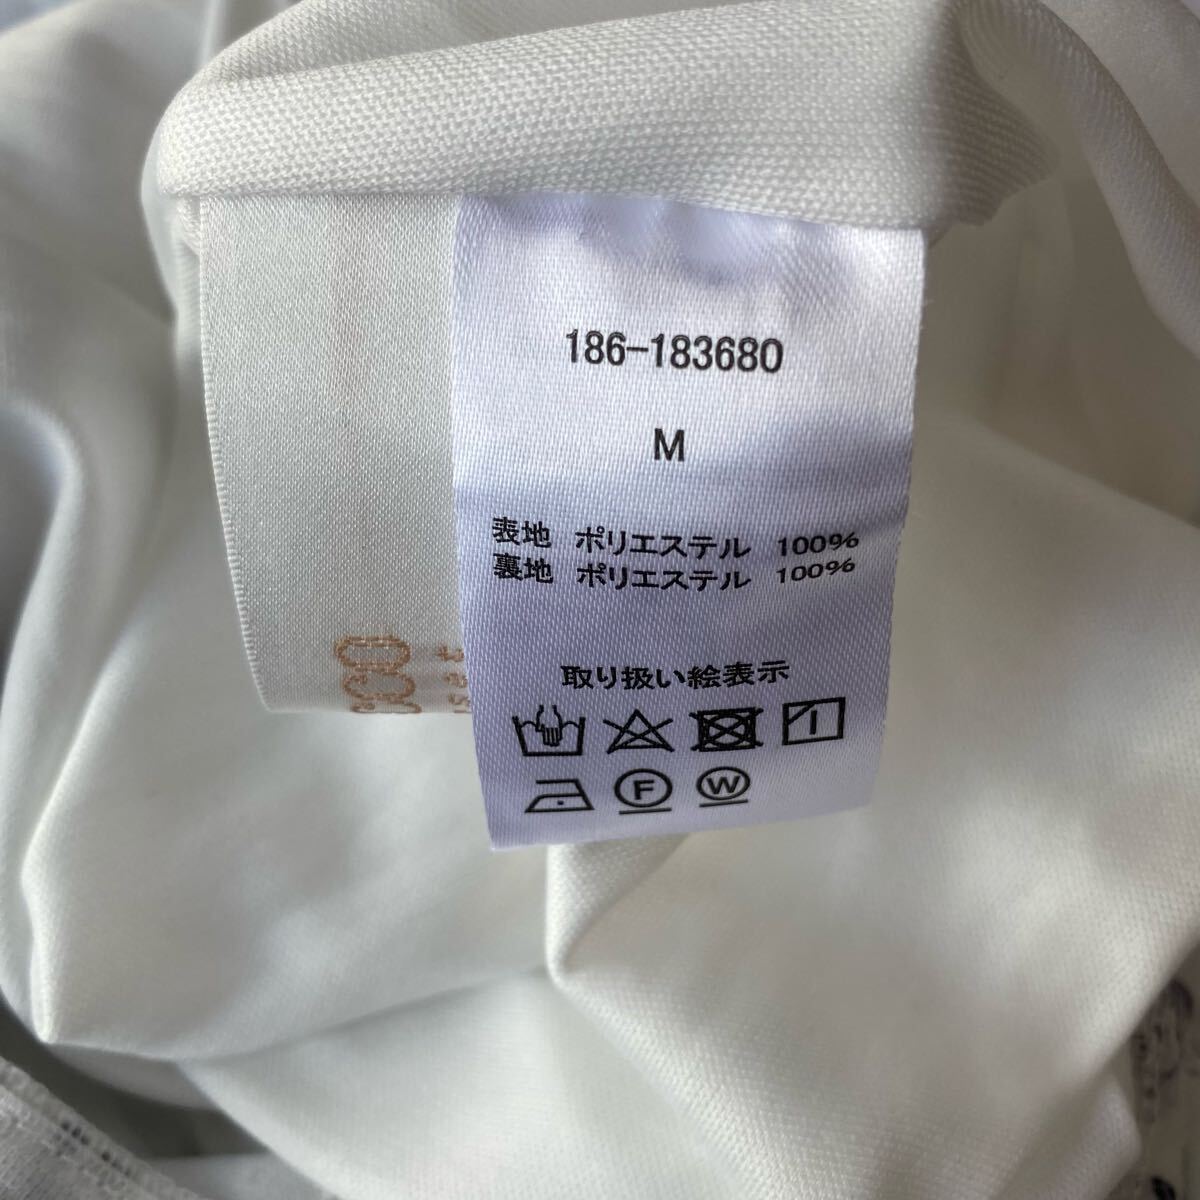 186-183680
M
表地 ポリエステル 100%
裏地 ポリエステル 100%
取り扱い絵表示
F
W